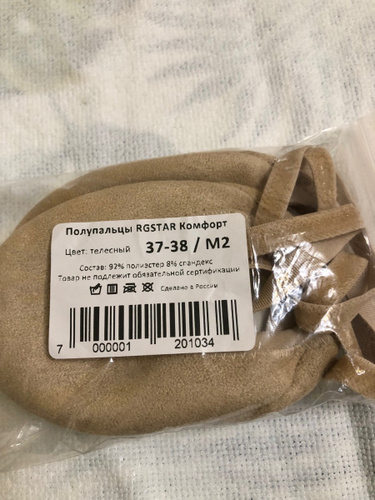 Полупальцы RGSTAR Комфорт
Цвет: телесный 37-38 / M2
Состав: 92% полиэстер 8% спандекс
Товар не подлежит обязательной сертификации
Сделано в России
7 000001 201034